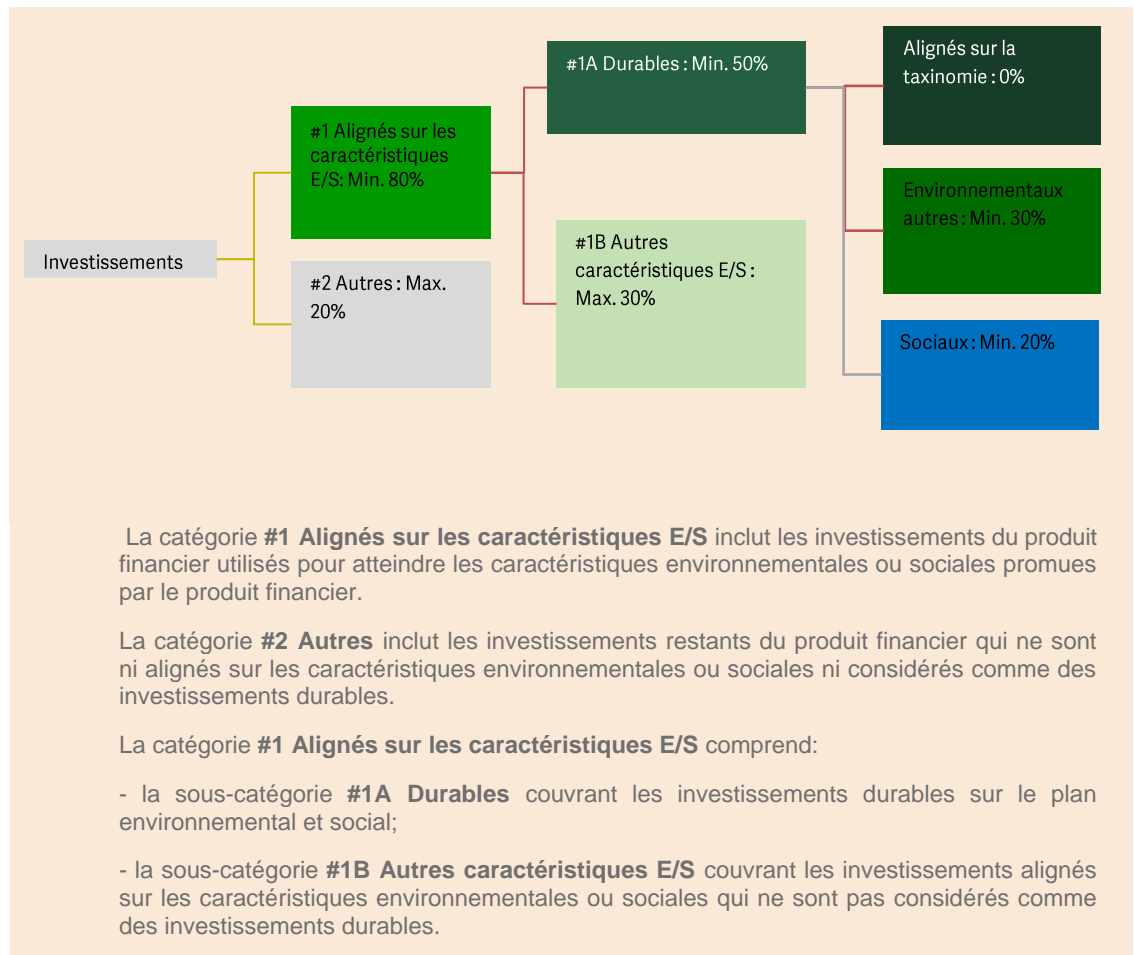 Investissements
#1 Alignés sur les
caractéristiques
E/S: Min. 80%
#2 Autres : Max.
20%
#1A Durables : Min. 50%
#1B Autres
caractéristiques E/S :
Max. 30%
Alignés sur la
taxinomie : 0%
Environnementaux
autres : Min. 30%
Sociaux : Min. 20%
La catégorie #1 Alignés sur les caractéristiques E/S inclut les investissements du produit
financier utilisés pour atteindre les caractéristiques environnementales ou sociales promues
par le produit financier.
La catégorie #2 Autres inclut les investissements restants du produit financier qui ne sont
ni alignés sur les caractéristiques environnementales ou sociales ni considérés comme des
investissements durables.
La catégorie #1 Alignés sur les caractéristiques E/S comprend:
- la sous-catégorie #1A Durables couvrant les investissements durables sur le plan
environnemental et social;
- la sous-catégorie #1B Autres caractéristiques E/S couvrant les investissements alignés
sur les caractéristiques environnementales ou sociales qui ne sont pas considérés comme
des investissements durables.